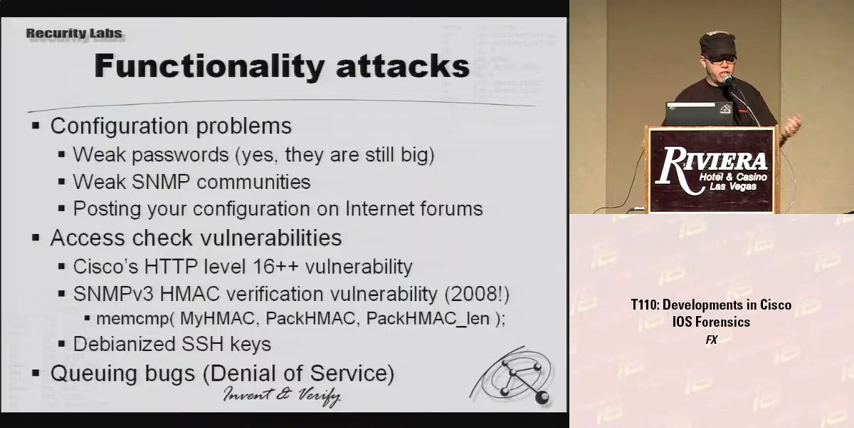 Recurity Labs
Functionality attacks
Configuration problems
Weak passwords (yes, they are still big)
Weak SNMP communities
Posting your configuration on Internet forums
Access check vulnerabilities
Cisco's HTTP level 16++ vulnerability
SNMPv3 HMAC verification vulnerability (2008!)
memcmp( MyHMAC, PackHMAC, PackHMAC_len );
Debianized SSH keys
Queuing bugs (Denial of Service)
Invent & Verify
RIVIERA
Hotel & Casino
Las Vegas
T110: Developments in Cisco
IOS Forensics
FX